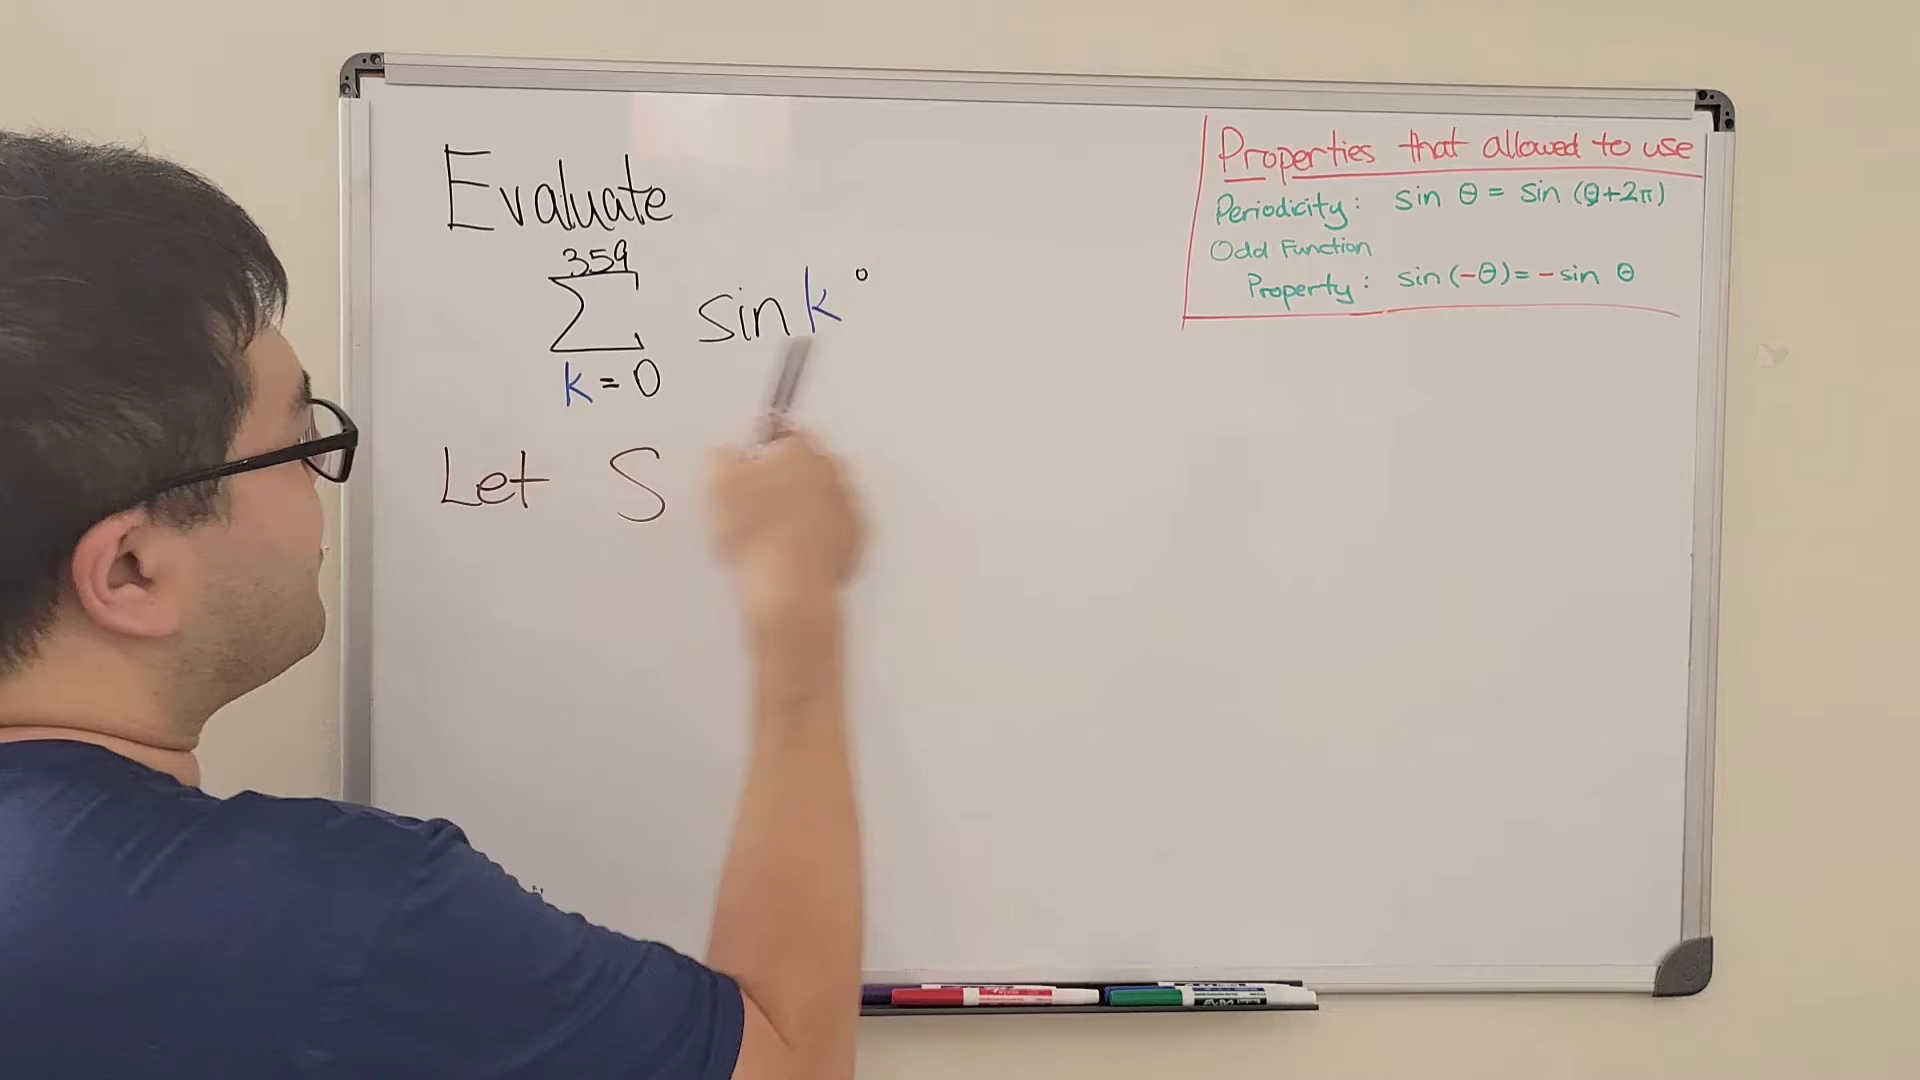 Evaluate
359
∑ sin k°
k = 0
Let S
Properties that allowed to use
Periodicity: sin θ = sin (θ+2π)
Odd Function
Property: sin (-θ) = - sin θ